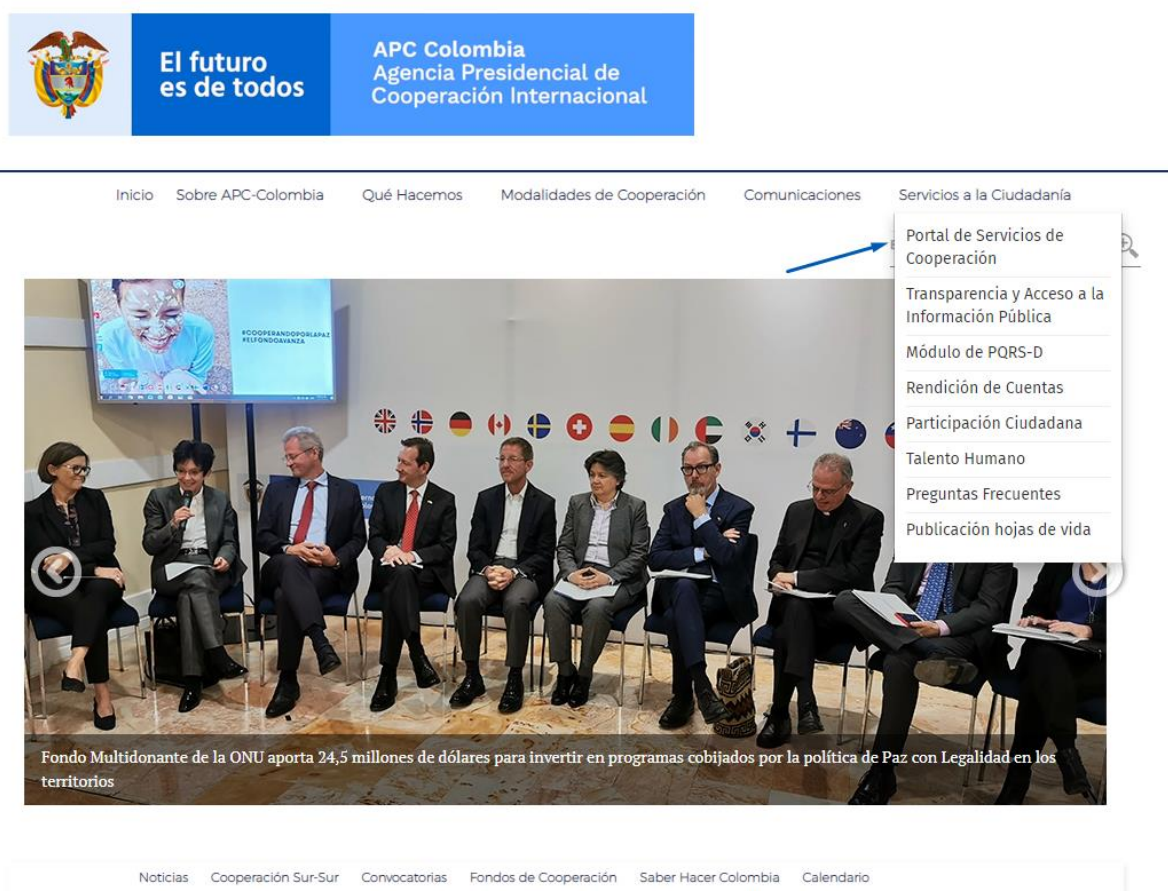 El futuro
es de todos
APC Colombia
Agencia Presidencial de
Cooperación Internacional
Inicio Sobre APC-Colombia Qué Hacemos Modalidades de Cooperación Comunicaciones Servicios a la Ciudadanía
Portal de Servicios de
Cooperación
Transparencia y Acceso a la
Información Pública
Módulo de PQRS-D
Rendición de Cuentas
Participación Ciudadana
Talento Humano
Preguntas Frecuentes
Publicación hojas de vida
#COOPERANDOPORLAPAZ
#ELFONDOAVANZA
Fondo Multidonante de la ONU aporta 24,5 millones de dólares para invertir en programas cobijados por la política de Paz con Legalidad en los
territorios
Noticias Cooperación Sur-Sur Convocatorias Fondos de Cooperación Saber Hacer Colombia Calendario